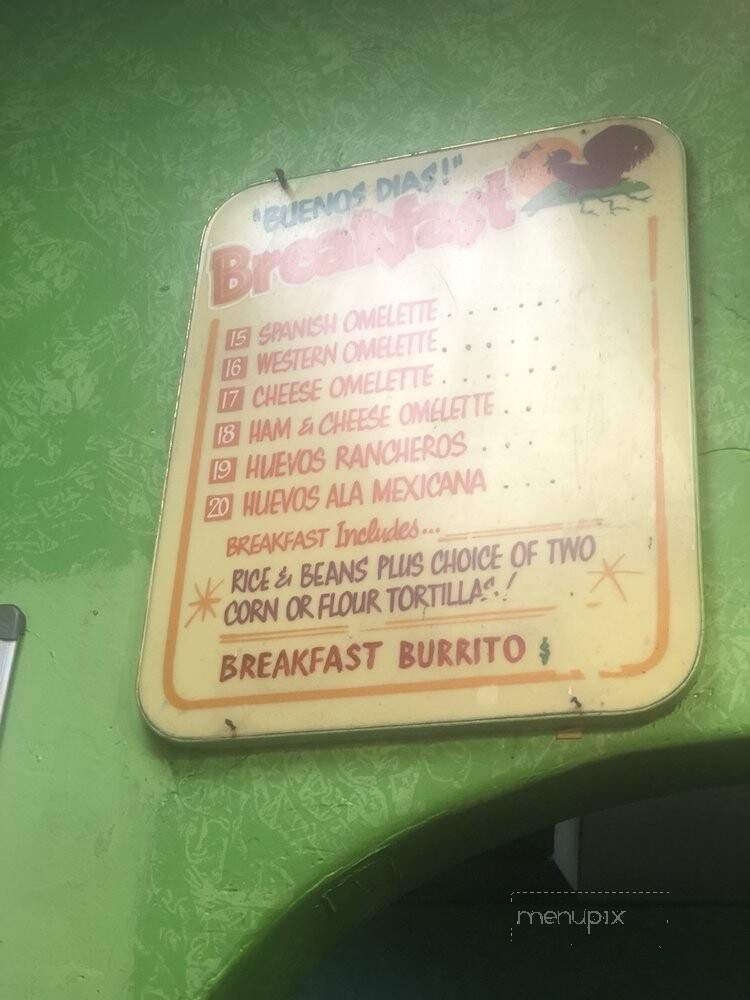 "BUENOS DIAS!"
Breakfast
15 SPANISH OMELETTE . . . . . .
16 WESTERN OMELETTE . . . . .
17 CHEESE OMELETTE . . . . . .
18 HAM & CHEESE OMELETTE . .
19 HUEVOS RANCHEROS . . .
20 HUEVOS ALA MEXICANA . . .
BREAKFAST Includes...
RICE & BEANS PLUS CHOICE OF TWO
CORN OR FLOUR TORTILLAS!
BREAKFAST BURRITO $
menupix